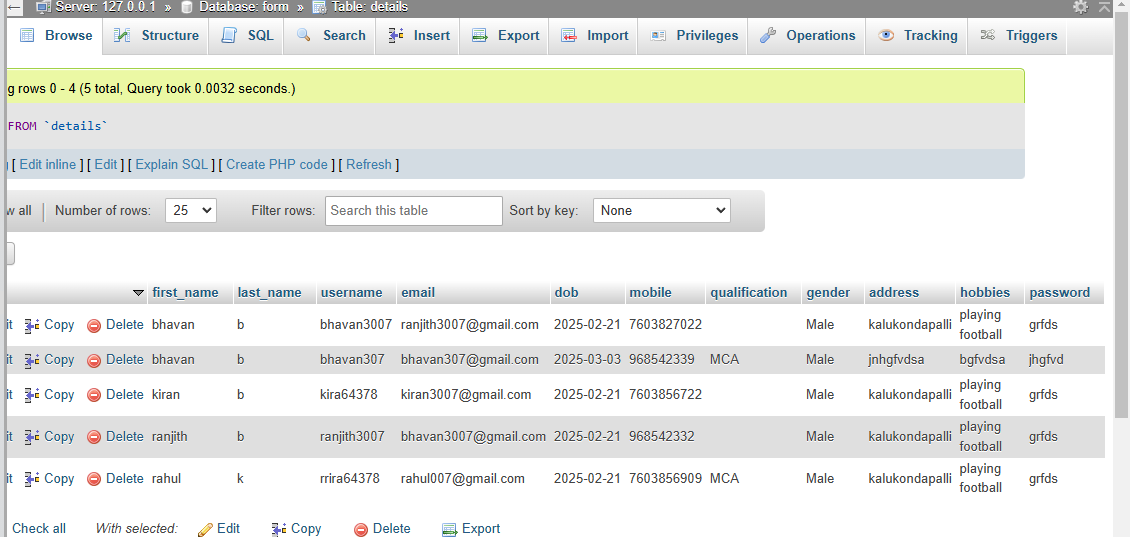 Server: 127.0.0.1 » Database: form » Table: details
Browse Structure SQL Search Insert Export Import Privileges Operations Tracking Triggers
g rows 0 - 4 (5 total, Query took 0.0032 seconds.)
FROM `details`
[ Edit inline ] [ Edit ] [ Explain SQL ] [ Create PHP code ] [ Refresh ]
w all Number of rows: 25 Filter rows: Search this table Sort by key: None
first_name last_name username email dob mobile qualification gender address hobbies password
it Copy Delete bhavan b bhavan3007 ranjith3007@gmail.com 2025-02-21 7603827022 Male kalukondapalli playing football grfds
it Copy Delete bhavan b bhavan307 bhavan307@gmail.com 2025-03-03 968542339 MCA Male jnhgfvdsa bgfvdsa jhgfvd
it Copy Delete kiran b kira64378 kiran3007@gmail.com 2025-02-21 7603856722 Male kalukondapalli playing football grfds
it Copy Delete ranjith b ranjith3007 bhavan3007@gmail.com 2025-02-21 968542332 Male kalukondapalli playing football grfds
it Copy Delete rahul k rrira64378 rahul007@gmail.com 2025-02-21 7603856909 MCA Male kalukondapalli playing football grfds
Check all With selected: Edit Copy Delete Export